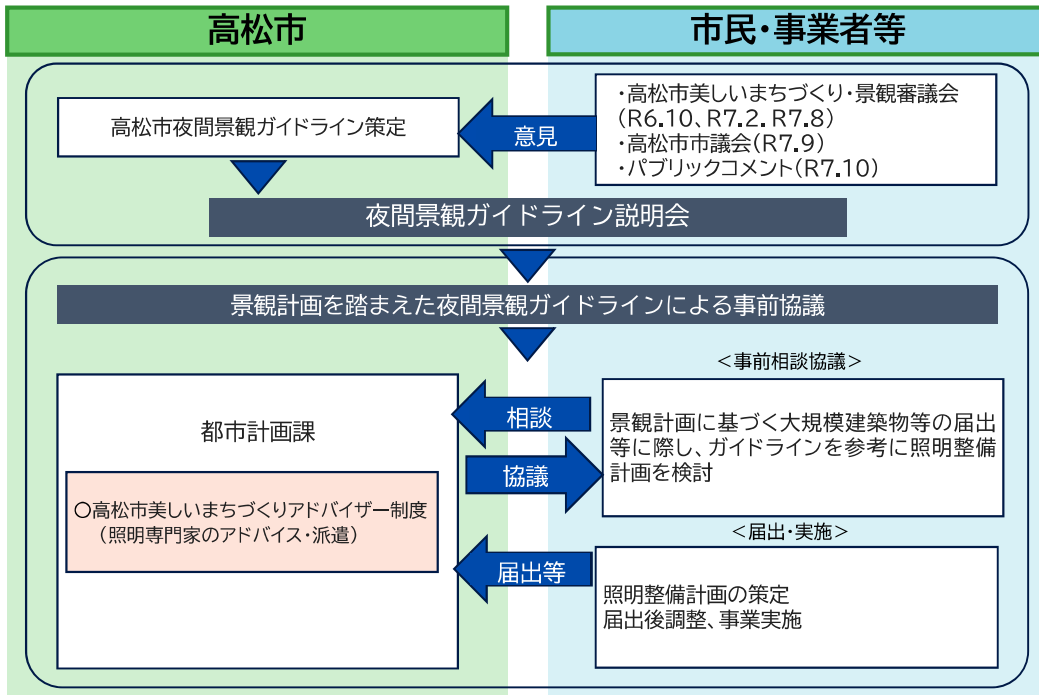 高松市
市民・事業者等
高松市夜間景観ガイドライン策定
意見
・高松市美しいまちづくり・景観審議会
(R6.10、R7.2．R7.8)
・高松市市議会(R7.9)
・パブリックコメント(R7.10)
夜間景観ガイドライン説明会
景観計画を踏まえた夜間景観ガイドラインによる事前協議
＜事前相談協議＞
都市計画課
相談
協議
景観計画に基づく大規模建築物等の届出
等に際し、ガイドラインを参考に照明整備
計画を検討
〇高松市美しいまちづくりアドバイザー制度
（照明専門家のアドバイス・派遣）
＜届出・実施＞
届出等
照明整備計画の策定
届出後調整、事業実施